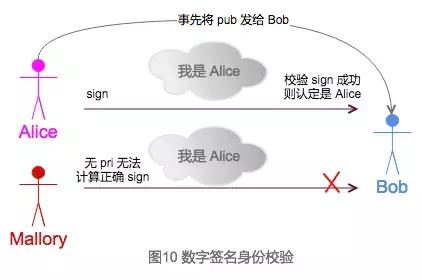 事先将 pub 发给 Bob
我是 Alice
sign
校验 sign 成功
则认定是 Alice
Alice
我是 Alice
无 pri 无法
计算正确 sign
Bob
Mallory
图10 数字签名身份校验